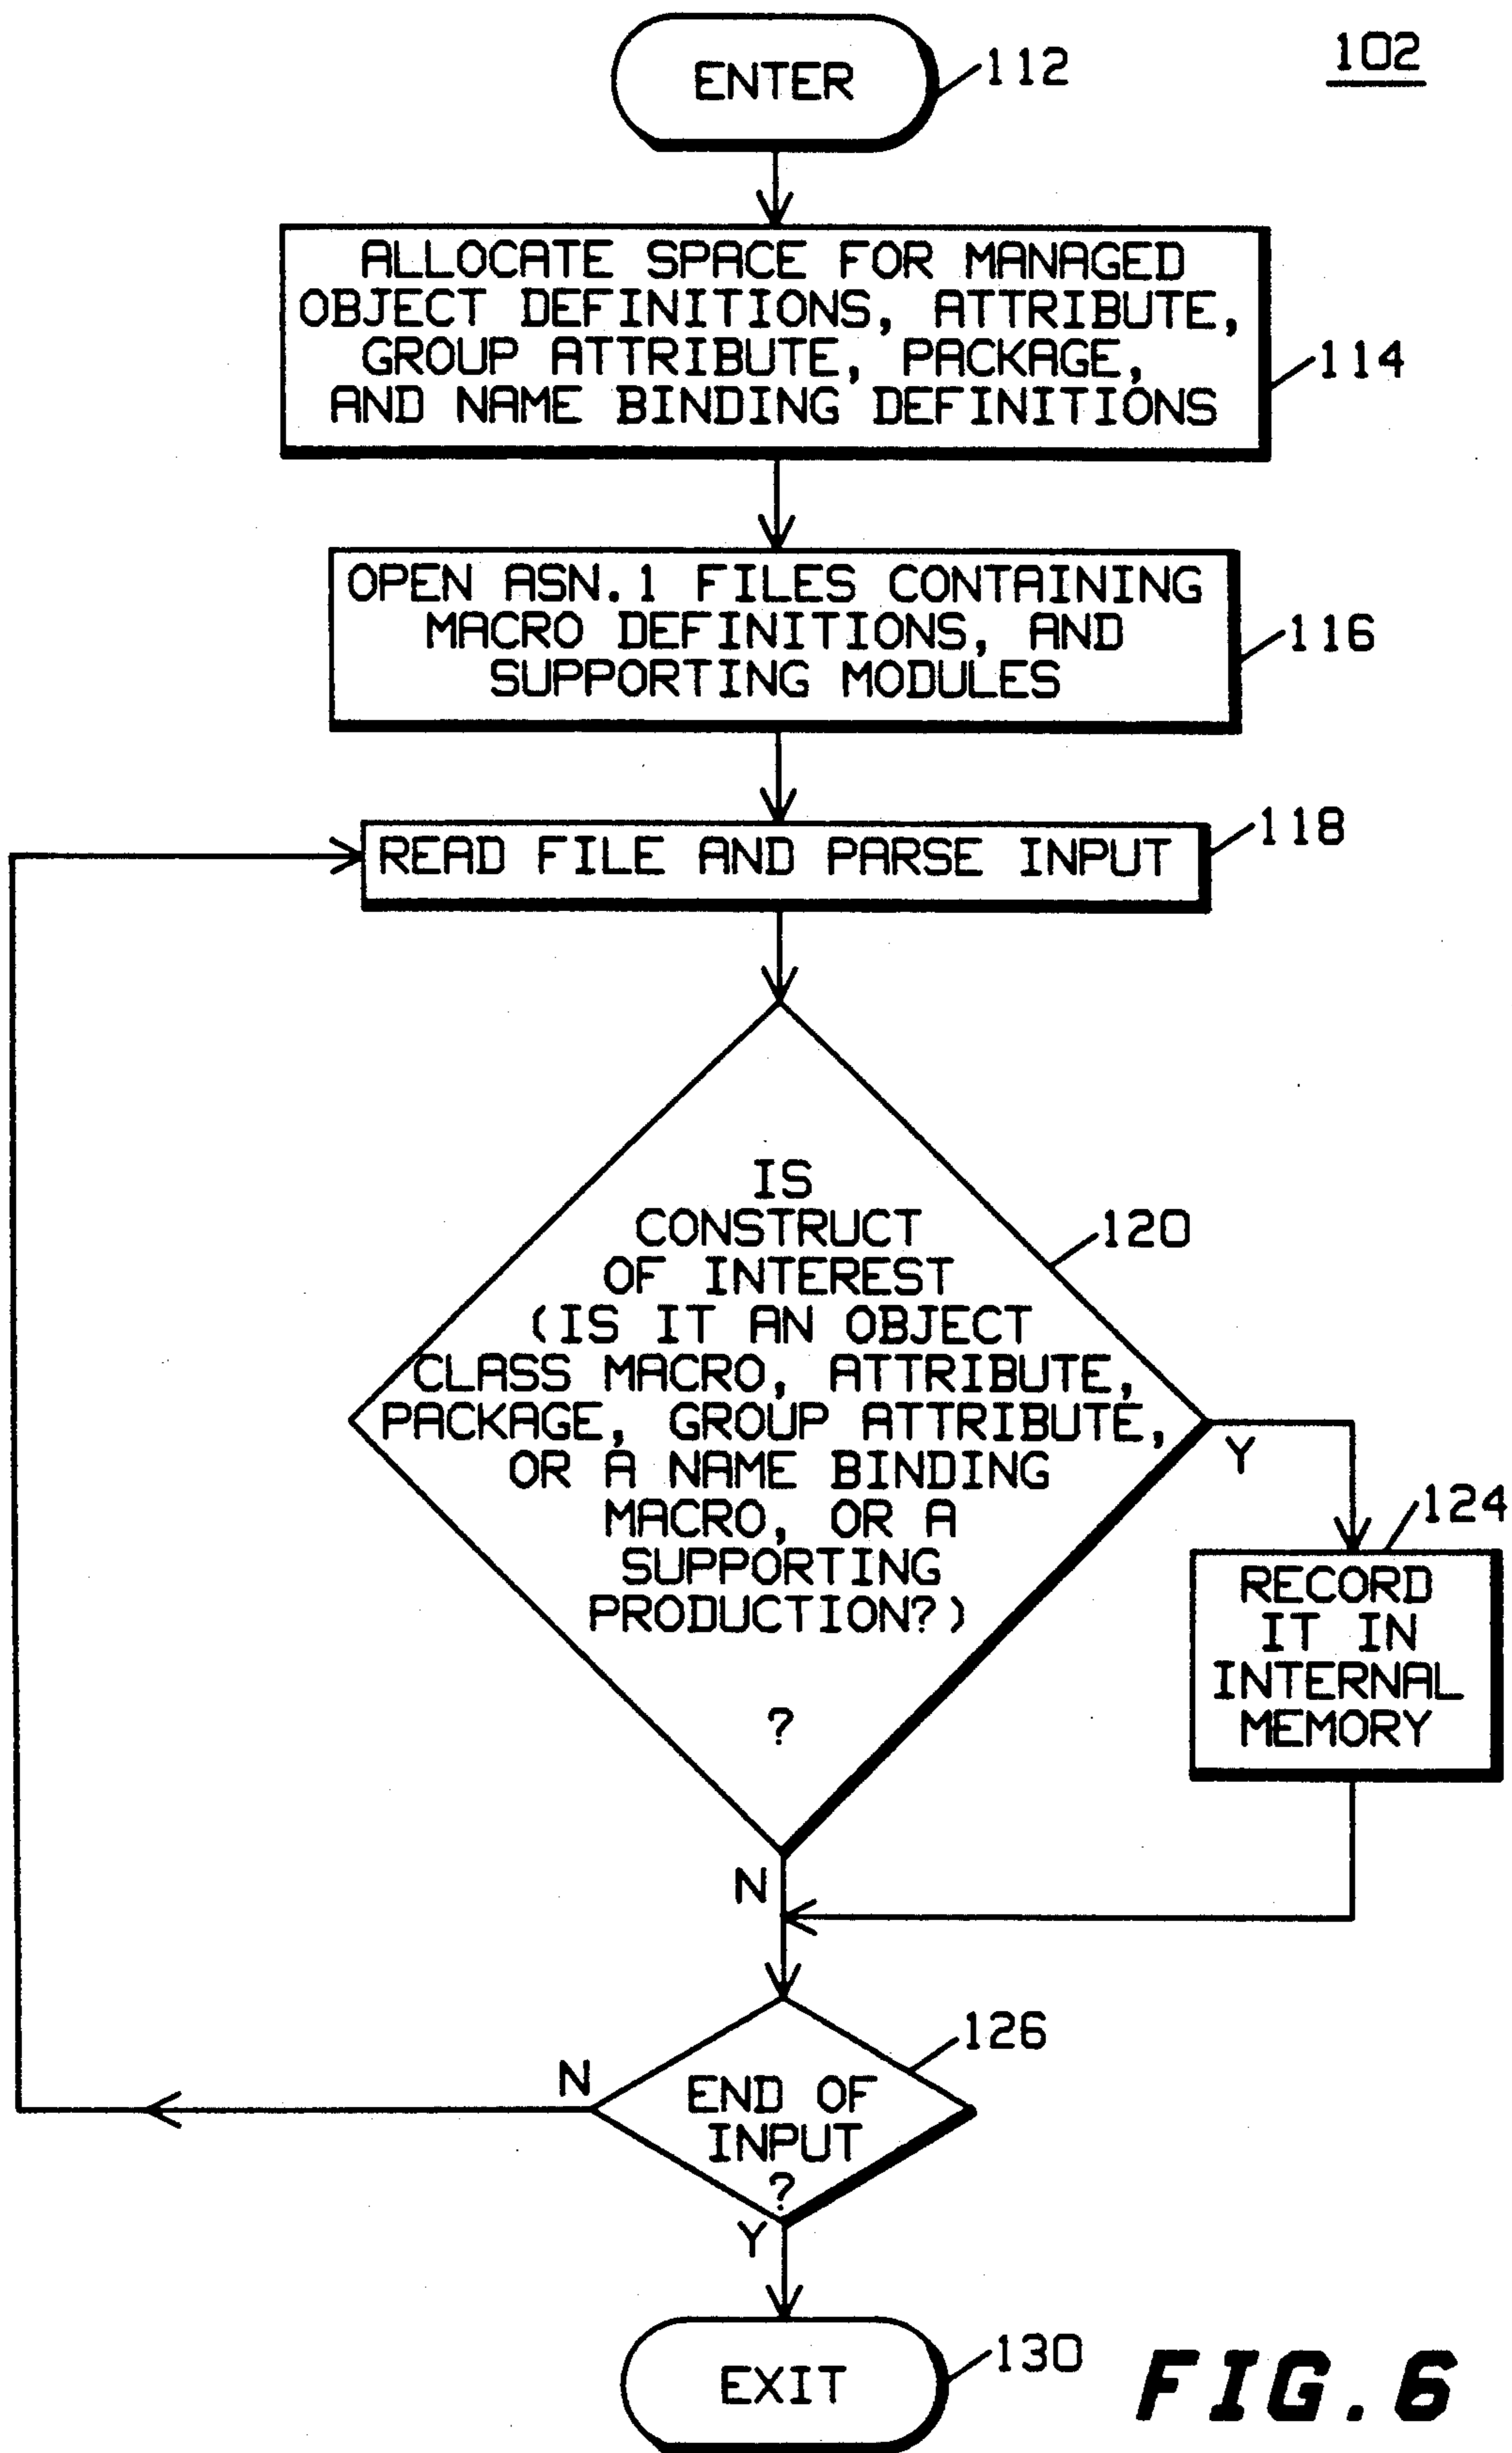 102
ENTER
112
ALLOCATE SPACE FOR MANAGED
OBJECT DEFINITIONS, ATTRIBUTE,
GROUP ATTRIBUTE, PACKAGE,
AND NAME BINDING DEFINITIONS
114
OPEN ASN.1 FILES CONTAINING
MACRO DEFINITIONS, AND
SUPPORTING MODULES
116
READ FILE AND PARSE INPUT
118
IS
CONSTRUCT
OF INTEREST
(IS IT AN OBJECT
CLASS MACRO, ATTRIBUTE,
PACKAGE, GROUP ATTRIBUTE,
OR A NAME BINDING
MACRO, OR A
SUPPORTING
PRODUCTION?)
?
120
Y
124
RECORD
IT IN
INTERNAL
MEMORY
N
126
END OF
INPUT
?
N
Y
EXIT
130
FIG. 6